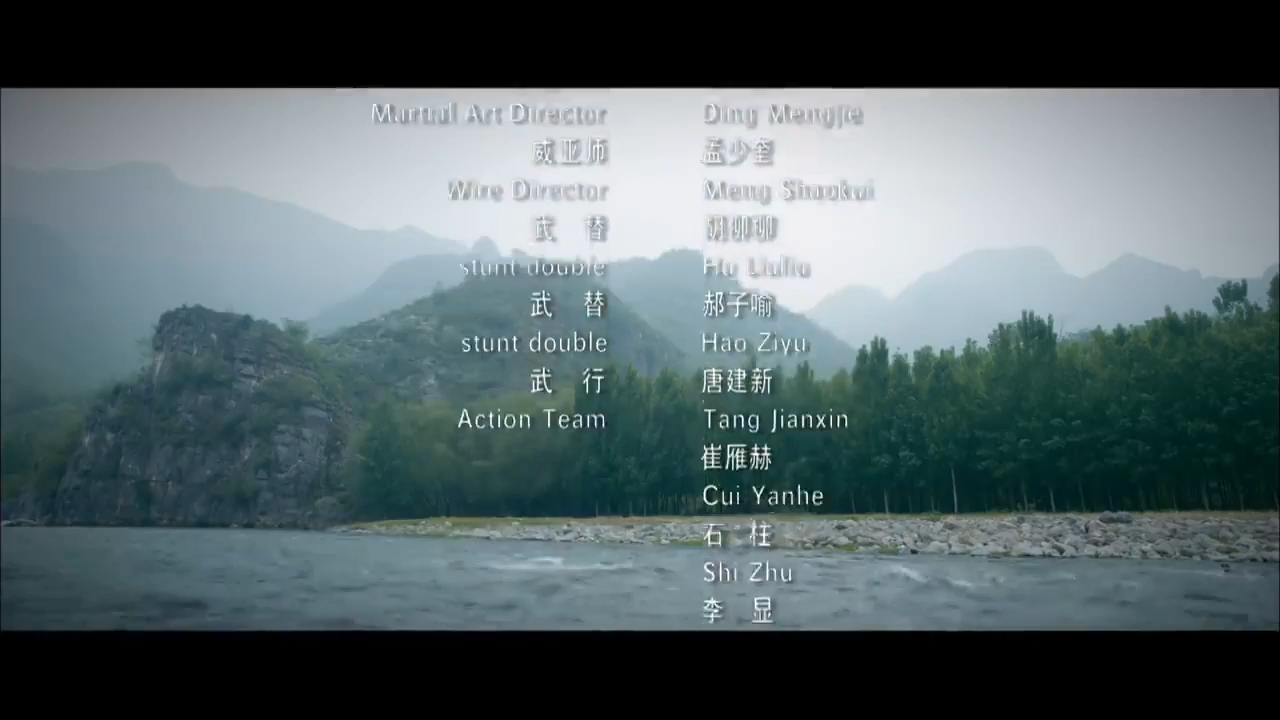 Martial Art Director Ding Mengjie
威亚师 孟少奎
Wire Director Meng Shaokui
武 替 胡柳柳
stunt double Hu Liuliu
武 替 郝子喻
stunt double Hao Ziyu
武 行 唐建新
Action Team Tang Jianxin
崔雁赫
Cui Yanhe
石 柱
Shi Zhu
李 显